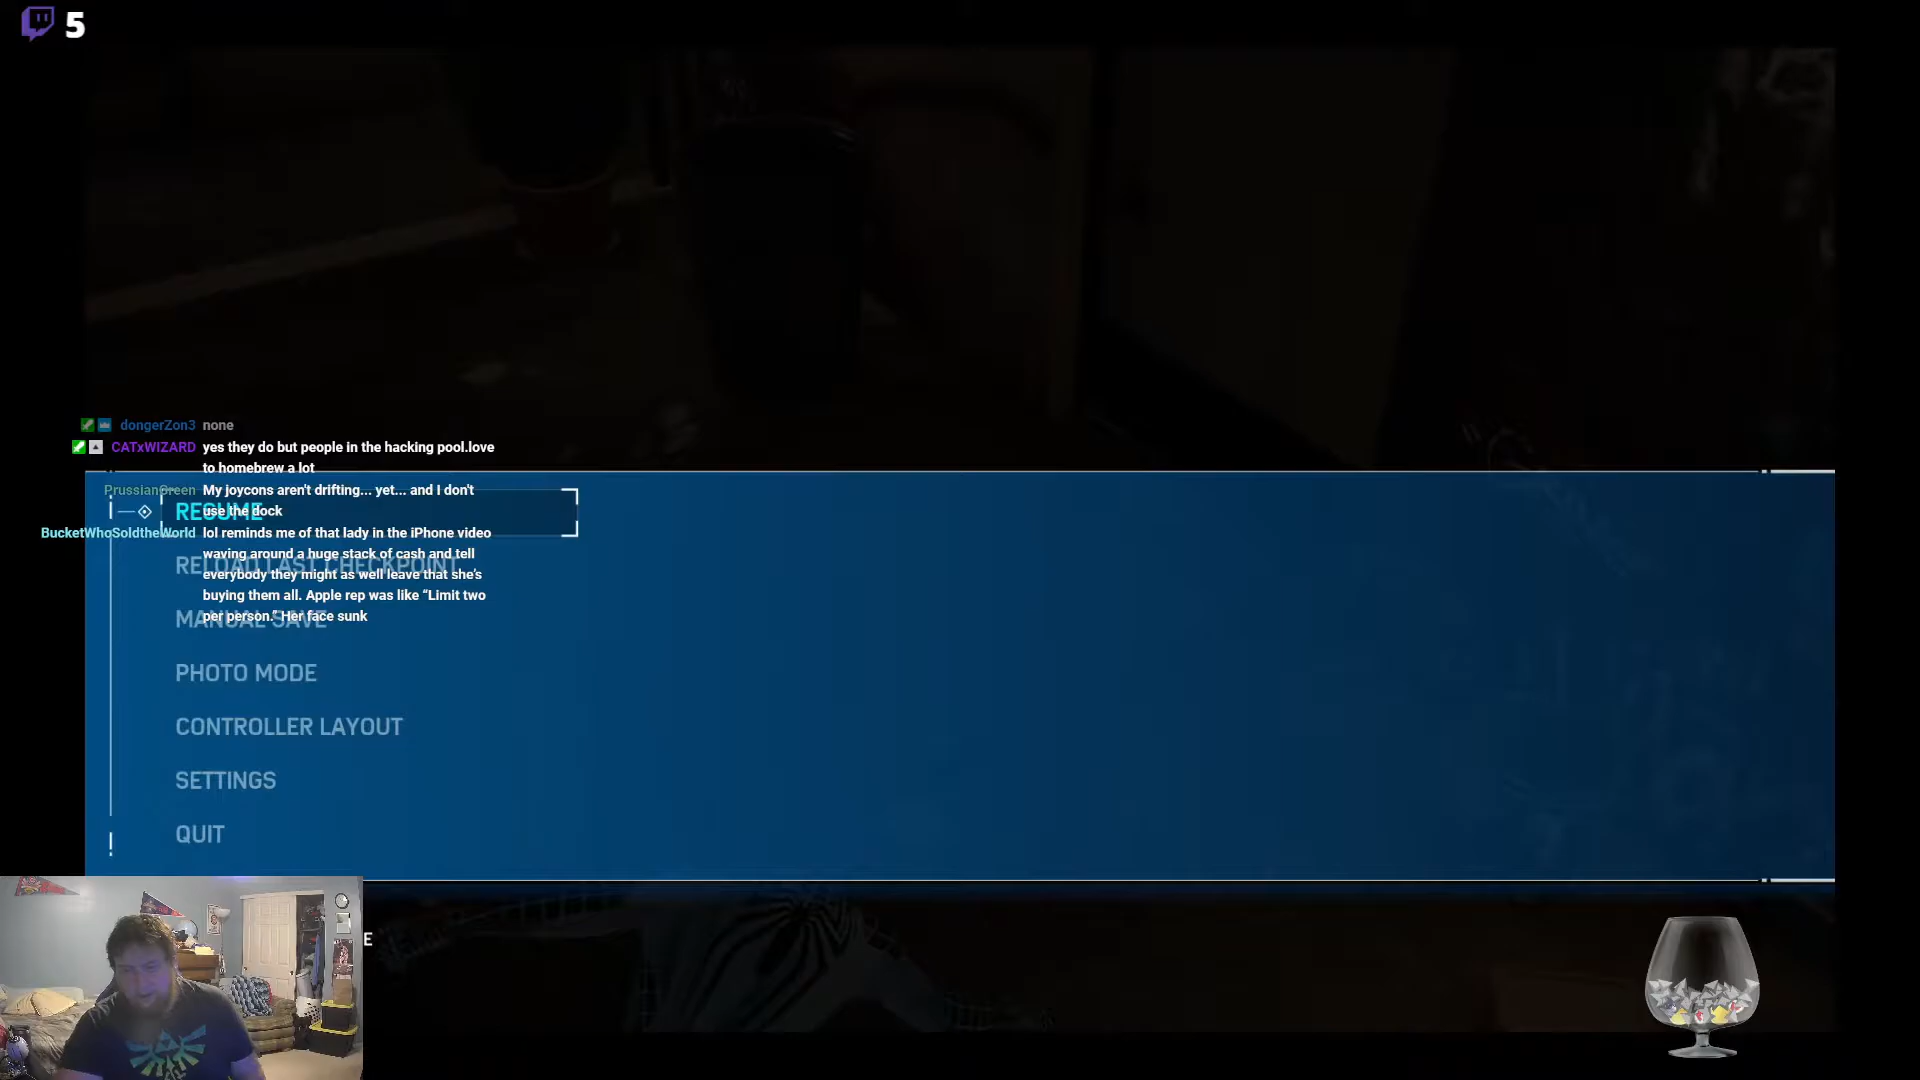 5
dongerZon3 none
CATxWIZARD yes they do but people in the hacking pool.love
to homebrew a lot
PrussianGreen My joycons aren't drifting... yet... and I don't
use the dock
RESUME
BucketWhoSoldtheWorld lol reminds me of that lady in the iPhone video
waving around a huge stack of cash and tell
RELOAD LAST CHECKPOINT
everybody they might as well leave that she's
buying them all. Apple rep was like “Limit two
per person.” Her face sunk
MANUAL SAVE
PHOTO MODE
CONTROLLER LAYOUT
SETTINGS
QUIT
E